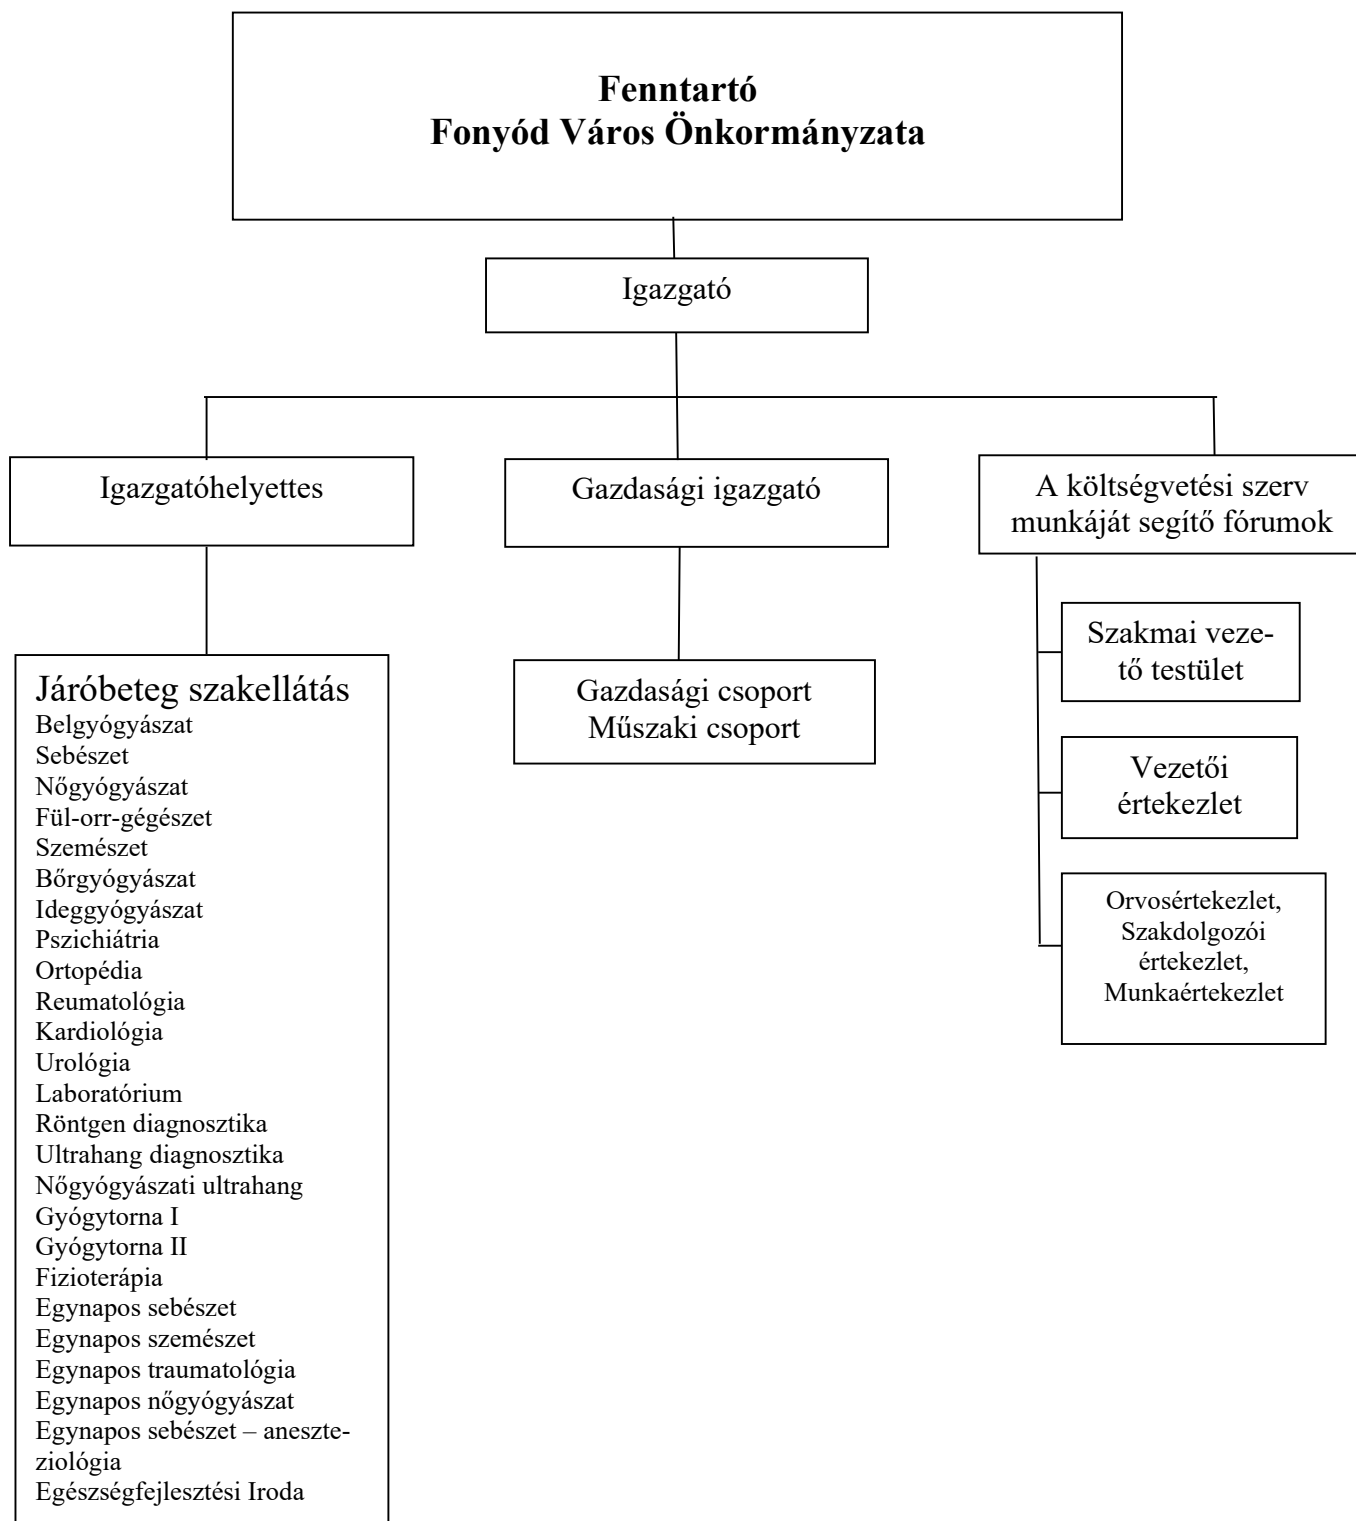 Fenntartó
Fonyód Város Önkormányzata
Igazgató
Igazgatóhelyettes
Járóbeteg szakellátás
Belgyógyászat
Sebészet
Nőgyógyászat
Fül-orr-gégészet
Szemészet
Bőrgyógyászat
Ideggyógyászat
Pszichiátria
Ortopédia
Reumatológia
Kardiológia
Urológia
Laboratórium
Röntgen diagnosztika
Ultrahang diagnosztika
Nőgyógyászati ultrahang
Gyógytorna I
Gyógytorna II
Fizioterápia
Egynapos sebészet
Egynapos szemészet
Egynapos traumatológia
Egynapos nőgyógyászat
Egynapos sebészet – aneszte-
ziológia
Egészségfejlesztési Iroda
Gazdasági igazgató
Gazdasági csoport
Műszaki csoport
A költségvetési szerv
munkáját segítő fórumok
Szakmai veze-
tő testület
Vezetői
értekezlet
Orvosértekezlet,
Szakdolgozói
értekezlet,
Munkaértekezlet